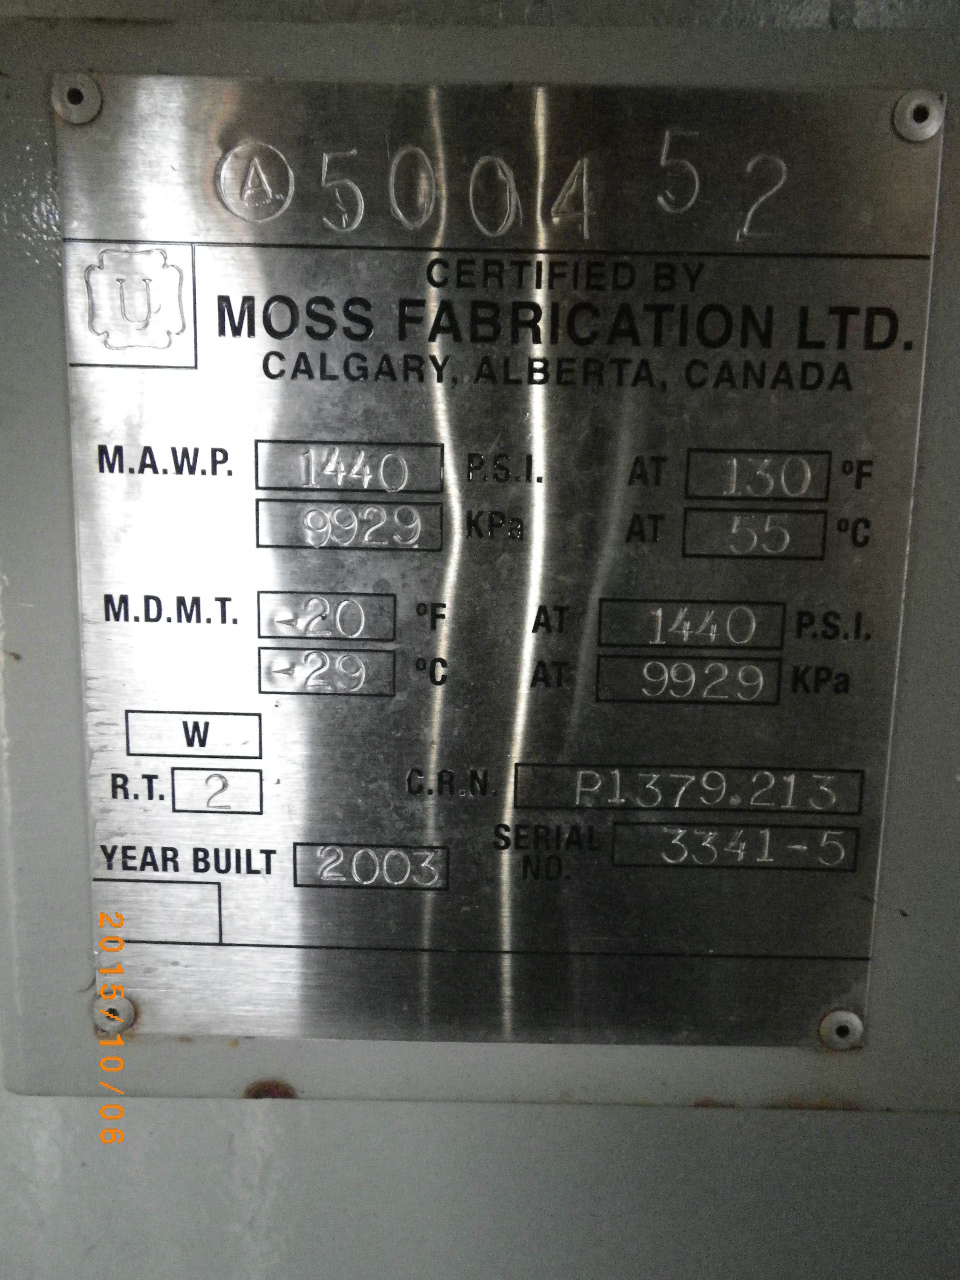 A 500452
U
CERTIFIED BY
MOSS FABRICATION LTD.
CALGARY, ALBERTA, CANADA
M.A.W.P. 1440 P.S.I. AT 130 °F
9929 KPa AT 55 °C
M.D.M.T. -20 °F AT 1440 P.S.I.
-29 °C AT 9929 KPa
W
R.T. 2 C.R.N. P1379.213
YEAR BUILT 2003 SERIAL NO. 3341-5
2015/10/06